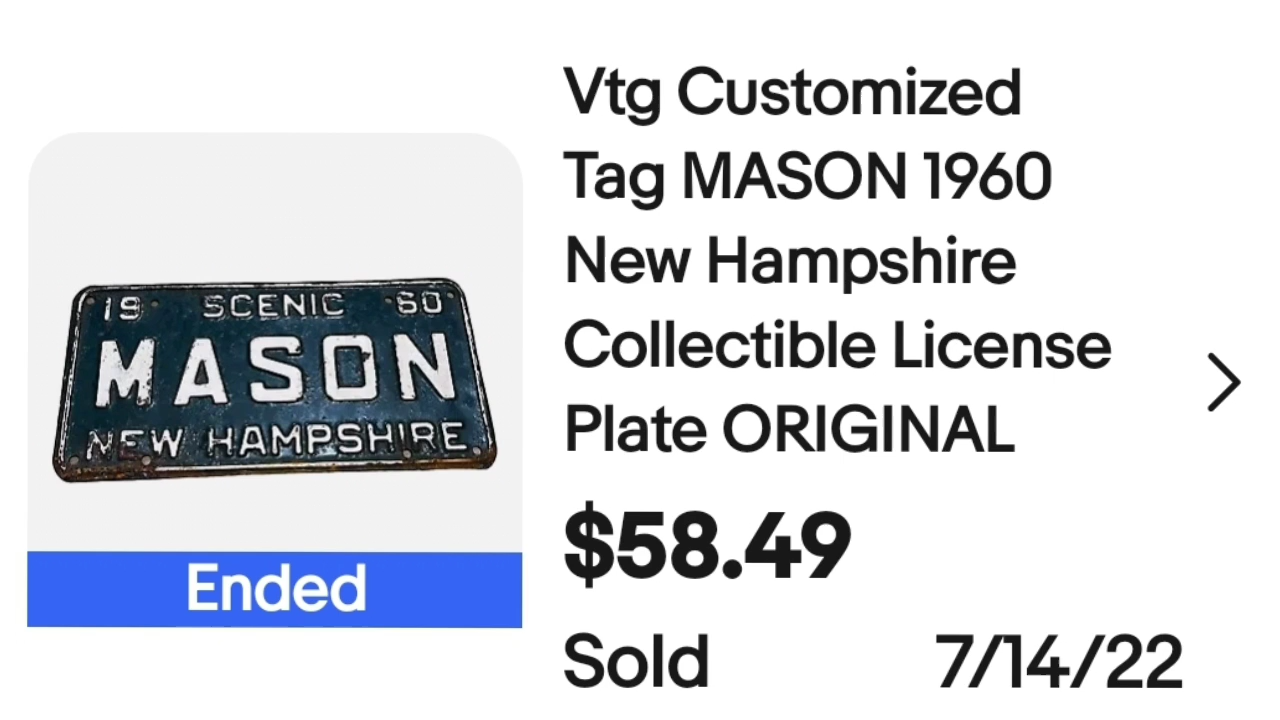 Vtg Customized
Tag MASON 1960
New Hampshire
Collectible License
Plate ORIGINAL
$58.49
Sold 7/14/22
19 SCENIC 60
MASON
NEW HAMPSHIRE
Ended